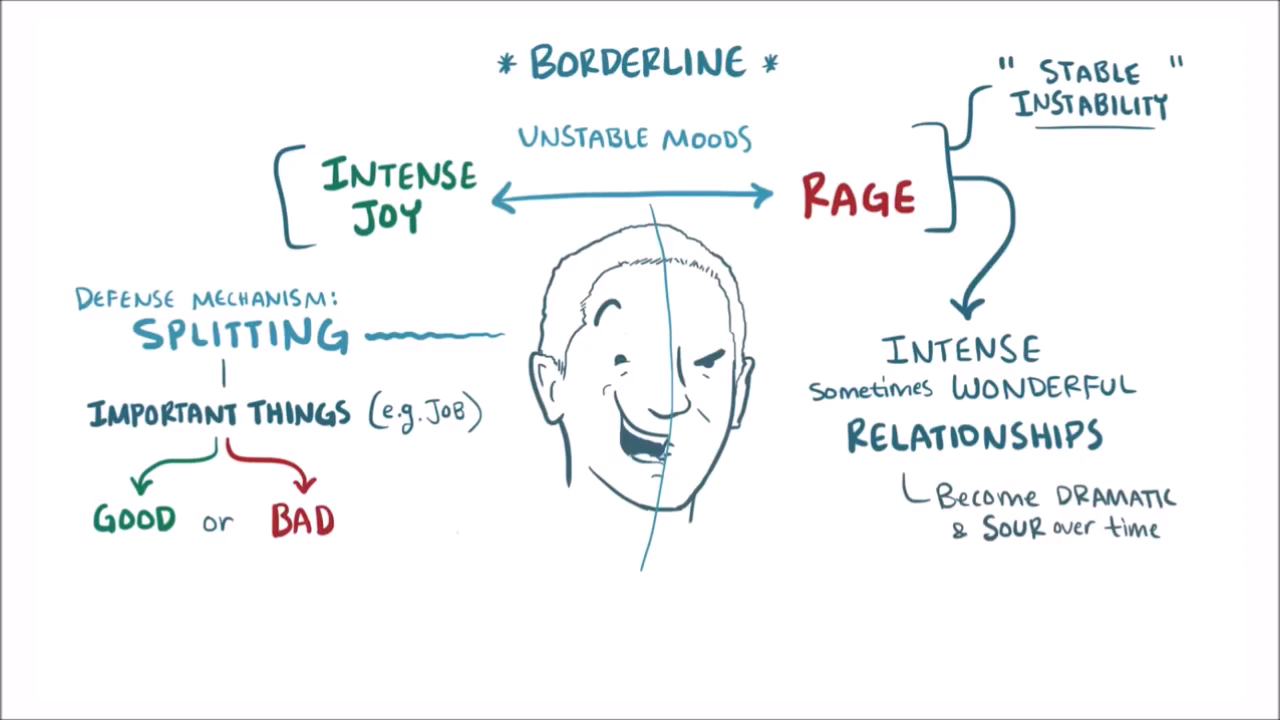 * BORDERLINE *
" STABLE "
INSTABILITY
UNSTABLE MOODS
INTENSE
JOY
RAGE
DEFENSE MECHANISM:
SPLITTING
IMPORTANT THINGS (e.g. JOB)
GOOD or BAD
INTENSE
Sometimes WONDERFUL
RELATIONSHIPS
Become DRAMATIC
& SOUR over time